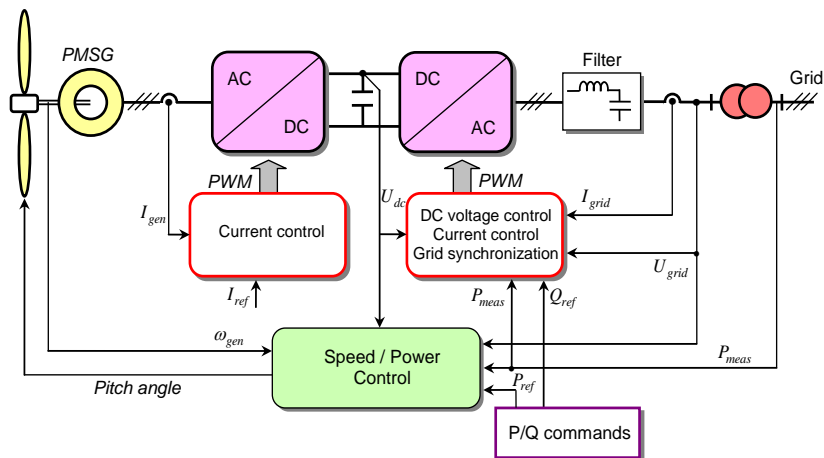 PMSG
Filter
Grid
AC
DC
DC
AC
PWM
PWM
I_gen
U_dc
I_grid
Current control
DC voltage control
Current control
Grid synchronization
U_grid
I_ref
P_meas
Q_ref
ω_gen
Speed / Power
Control
P_meas
Pitch angle
P_ref
P/Q commands